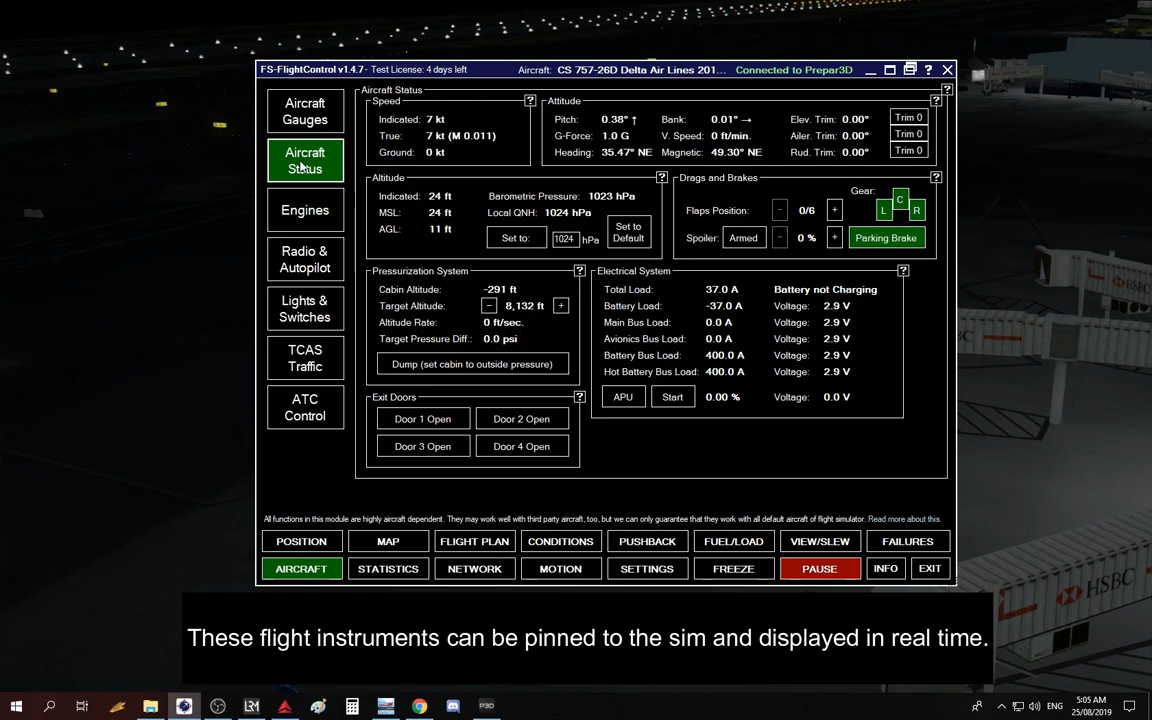 FS-FlightControl v1.4.7 - Test License: 4 days left
Aircraft: CS 757-26D Delta Air Lines 201...
Connected to Prepar3D
?
Aircraft Gauges
Aircraft Status
Engines
Radio & Autopilot
Lights & Switches
TCAS Traffic
ATC Control
Aircraft Status ?
Speed ?
Indicated: 7 kt
True: 7 kt (M 0.011)
Ground: 0 kt
Attitude ?
Pitch: 0.38° ↑ Bank: 0.01° → Elev. Trim: 0.00° Trim 0
G-Force: 1.0 G V. Speed: 0 ft/min. Ailer. Trim: 0.00° Trim 0
Heading: 35.47° NE Magnetic: 49.30° NE Rud. Trim: 0.00° Trim 0
Altitude ?
Indicated: 24 ft Barometric Pressure: 1023 hPa
MSL: 24 ft Local QNH: 1024 hPa
AGL: 11 ft
Set to: 1024 hPa Set to Default
Drags and Brakes ?
Gear: L C R
Flaps Position: − 0/6 +
Spoiler: Armed − 0 % + Parking Brake
Pressurization System ?
Cabin Altitude: -291 ft
Target Altitude: − 8,132 ft +
Altitude Rate: 0 ft/sec.
Target Pressure Diff.: 0.0 psi
Dump (set cabin to outside pressure)
Electrical System ?
Total Load: 37.0 A Battery not Charging
Battery Load: -37.0 A Voltage: 2.9 V
Main Bus Load: 0.0 A Voltage: 2.9 V
Avionics Bus Load: 0.0 A Voltage: 2.9 V
Battery Bus Load: 400.0 A Voltage: 2.9 V
Hot Battery Bus Load: 400.0 A Voltage: 2.9 V
APU Start 0.00 % Voltage: 0.0 V
Exit Doors ?
Door 1 Open Door 2 Open
Door 3 Open Door 4 Open
All functions in this module are highly aircraft dependent. They may work well with third party aircraft, too, but we can only guarantee that they work with all default aircraft of flight simulator. Read more about this.
POSITION MAP FLIGHT PLAN CONDITIONS PUSHBACK FUEL/LOAD VIEW/SLEW FAILURES
AIRCRAFT STATISTICS NETWORK MOTION SETTINGS FREEZE PAUSE INFO EXIT
HSBC
HSBC
These flight instruments can be pinned to the sim and displayed in real time.
LRM
P3D
ENG
5:05 AM
25/08/2019